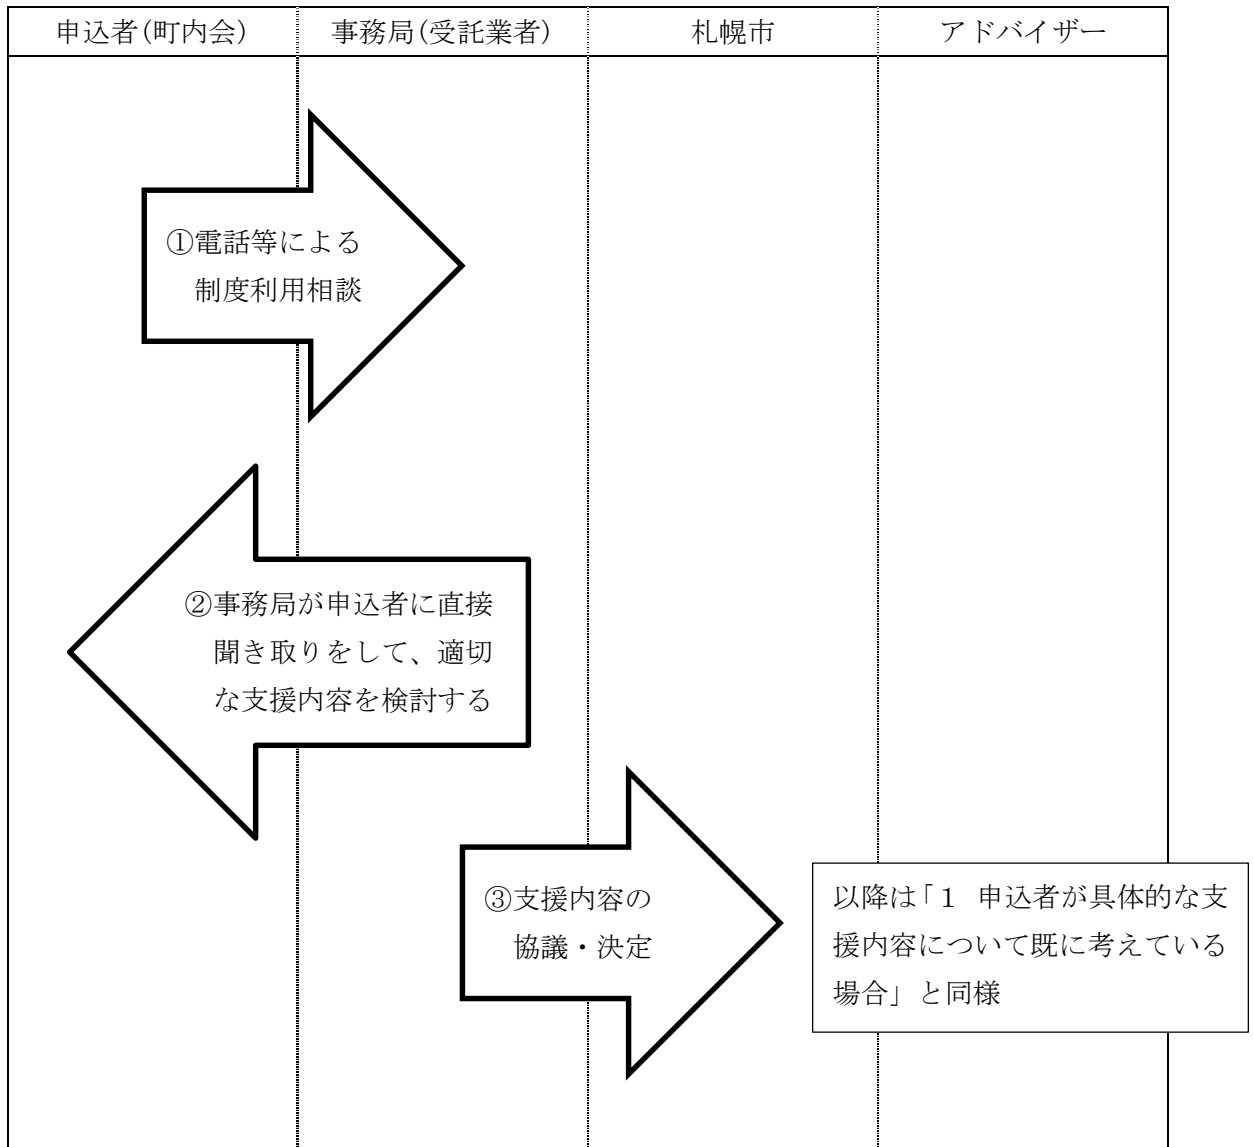 申込者(町内会)
事務局(受託業者)
札幌市
アドバイザー
①電話等による
制度利用相談
②事務局が申込者に直接
聞き取りをして、適切
な支援内容を検討する
③支援内容の
協議・決定
以降は「１　申込者が具体的な支
援内容について既に考えている
場合」と同様